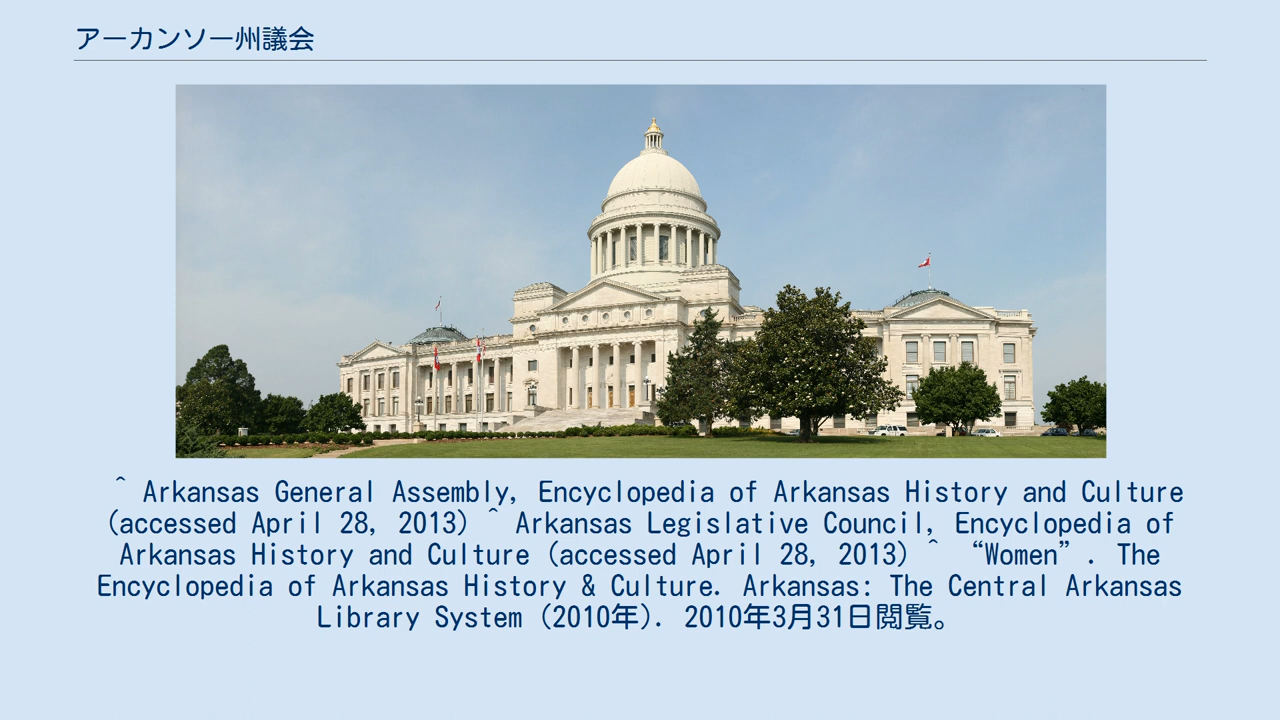 アーカンソー州議会
^ Arkansas General Assembly, Encyclopedia of Arkansas History and Culture
(accessed April 28, 2013) ^ Arkansas Legislative Council, Encyclopedia of
Arkansas History and Culture (accessed April 28, 2013) ^ “Women”. The
Encyclopedia of Arkansas History & Culture. Arkansas: The Central Arkansas
Library System (2010年). 2010年3月31日閲覧。